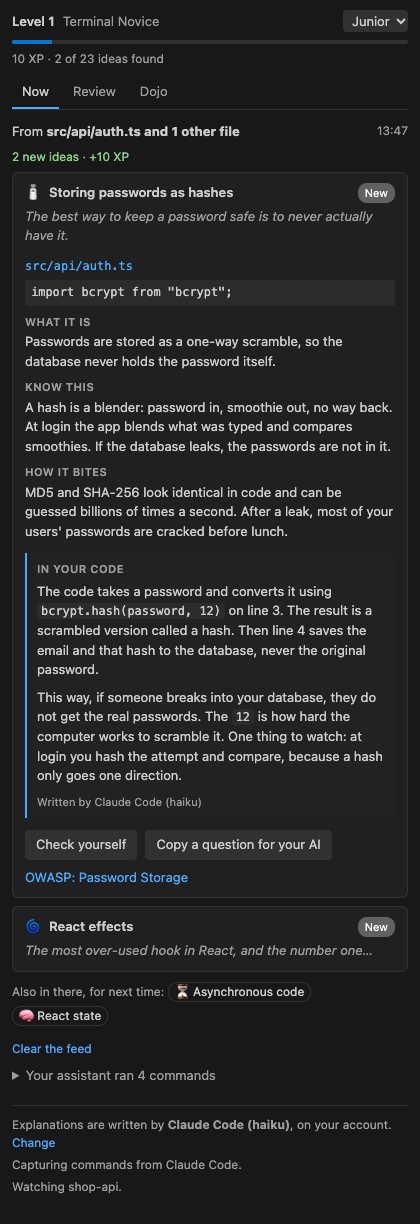 Level 1 Terminal Novice Junior
10 XP · 2 of 23 ideas found
Now Review Dojo
From src/api/auth.ts and 1 other file 13:47
2 new ideas · +10 XP
Storing passwords as hashes New
The best way to keep a password safe is to never actually
have it.
src/api/auth.ts
import bcrypt from "bcrypt";
WHAT IT IS
Passwords are stored as a one-way scramble, so the
database never holds the password itself.
KNOW THIS
A hash is a blender: password in, smoothie out, no way back.
At login the app blends what was typed and compares
smoothies. If the database leaks, the passwords are not in it.
HOW IT BITES
MD5 and SHA-256 look identical in code and can be
guessed billions of times a second. After a leak, most of your
users' passwords are cracked before lunch.
IN YOUR CODE
The code takes a password and converts it using
bcrypt.hash(password, 12) on line 3. The result is a
scrambled version called a hash. Then line 4 saves the
email and that hash to the database, never the original
password.
This way, if someone breaks into your database, they do
not get the real passwords. The 12 is how hard the
computer works to scramble it. One thing to watch: at
login you hash the attempt and compare, because a hash
only goes one direction.
Written by Claude Code (haiku)
Check yourself Copy a question for your AI
OWASP: Password Storage
React effects New
The most over-used hook in React, and the number one...
Also in there, for next time: Asynchronous code
React state
Clear the feed
Your assistant ran 4 commands
Explanations are written by Claude Code (haiku), on your account.
Change
Capturing commands from Claude Code.
Watching shop-api.